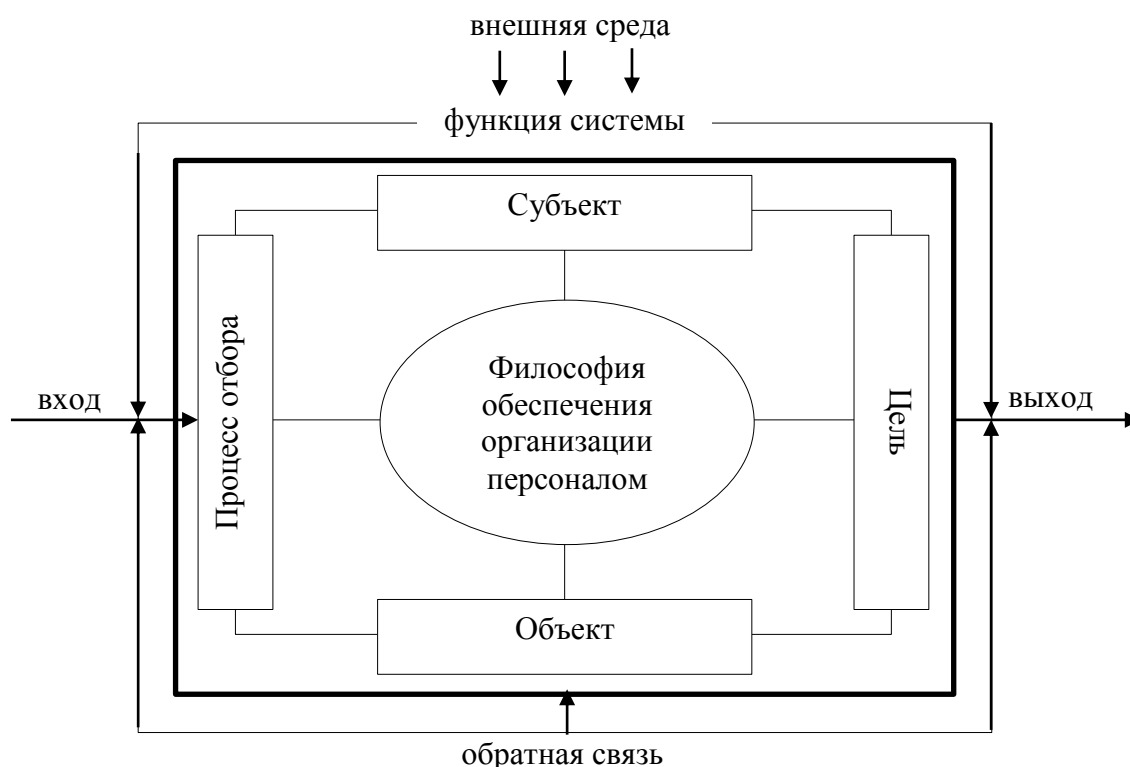 внешняя среда
функция системы
Субъект
Процесс отбора
Философия
обеспечения
организации
персоналом
Цель
вход
выход
Объект
обратная связь